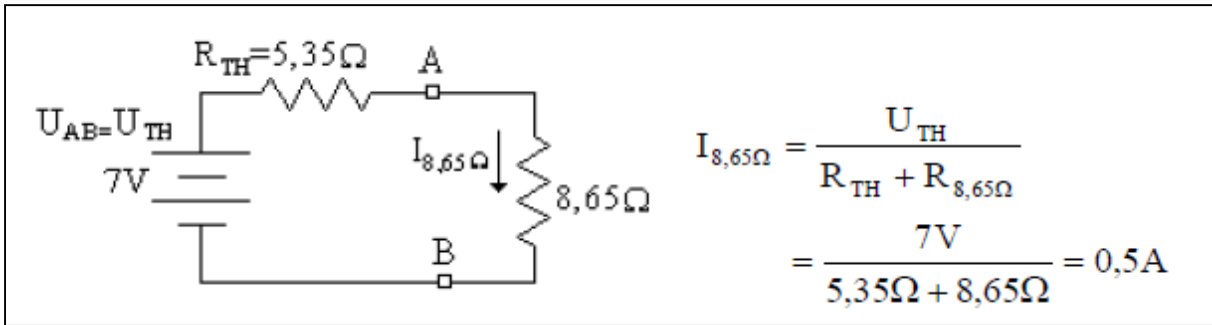 R_TH=5,35Ω
A
U_AB=U_TH
7V
I_8,65Ω
8,65Ω
B
I_8,65Ω = U_TH / (R_TH + R_8,65Ω)
= 7V / (5,35Ω + 8,65Ω) = 0,5A